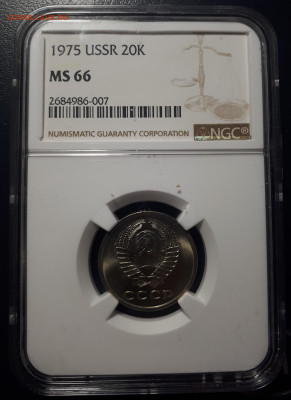 1975 USSR 20K
MS 66
2684986-007
NUMISMATIC GUARANTY CORPORATION
NGC®
СССР